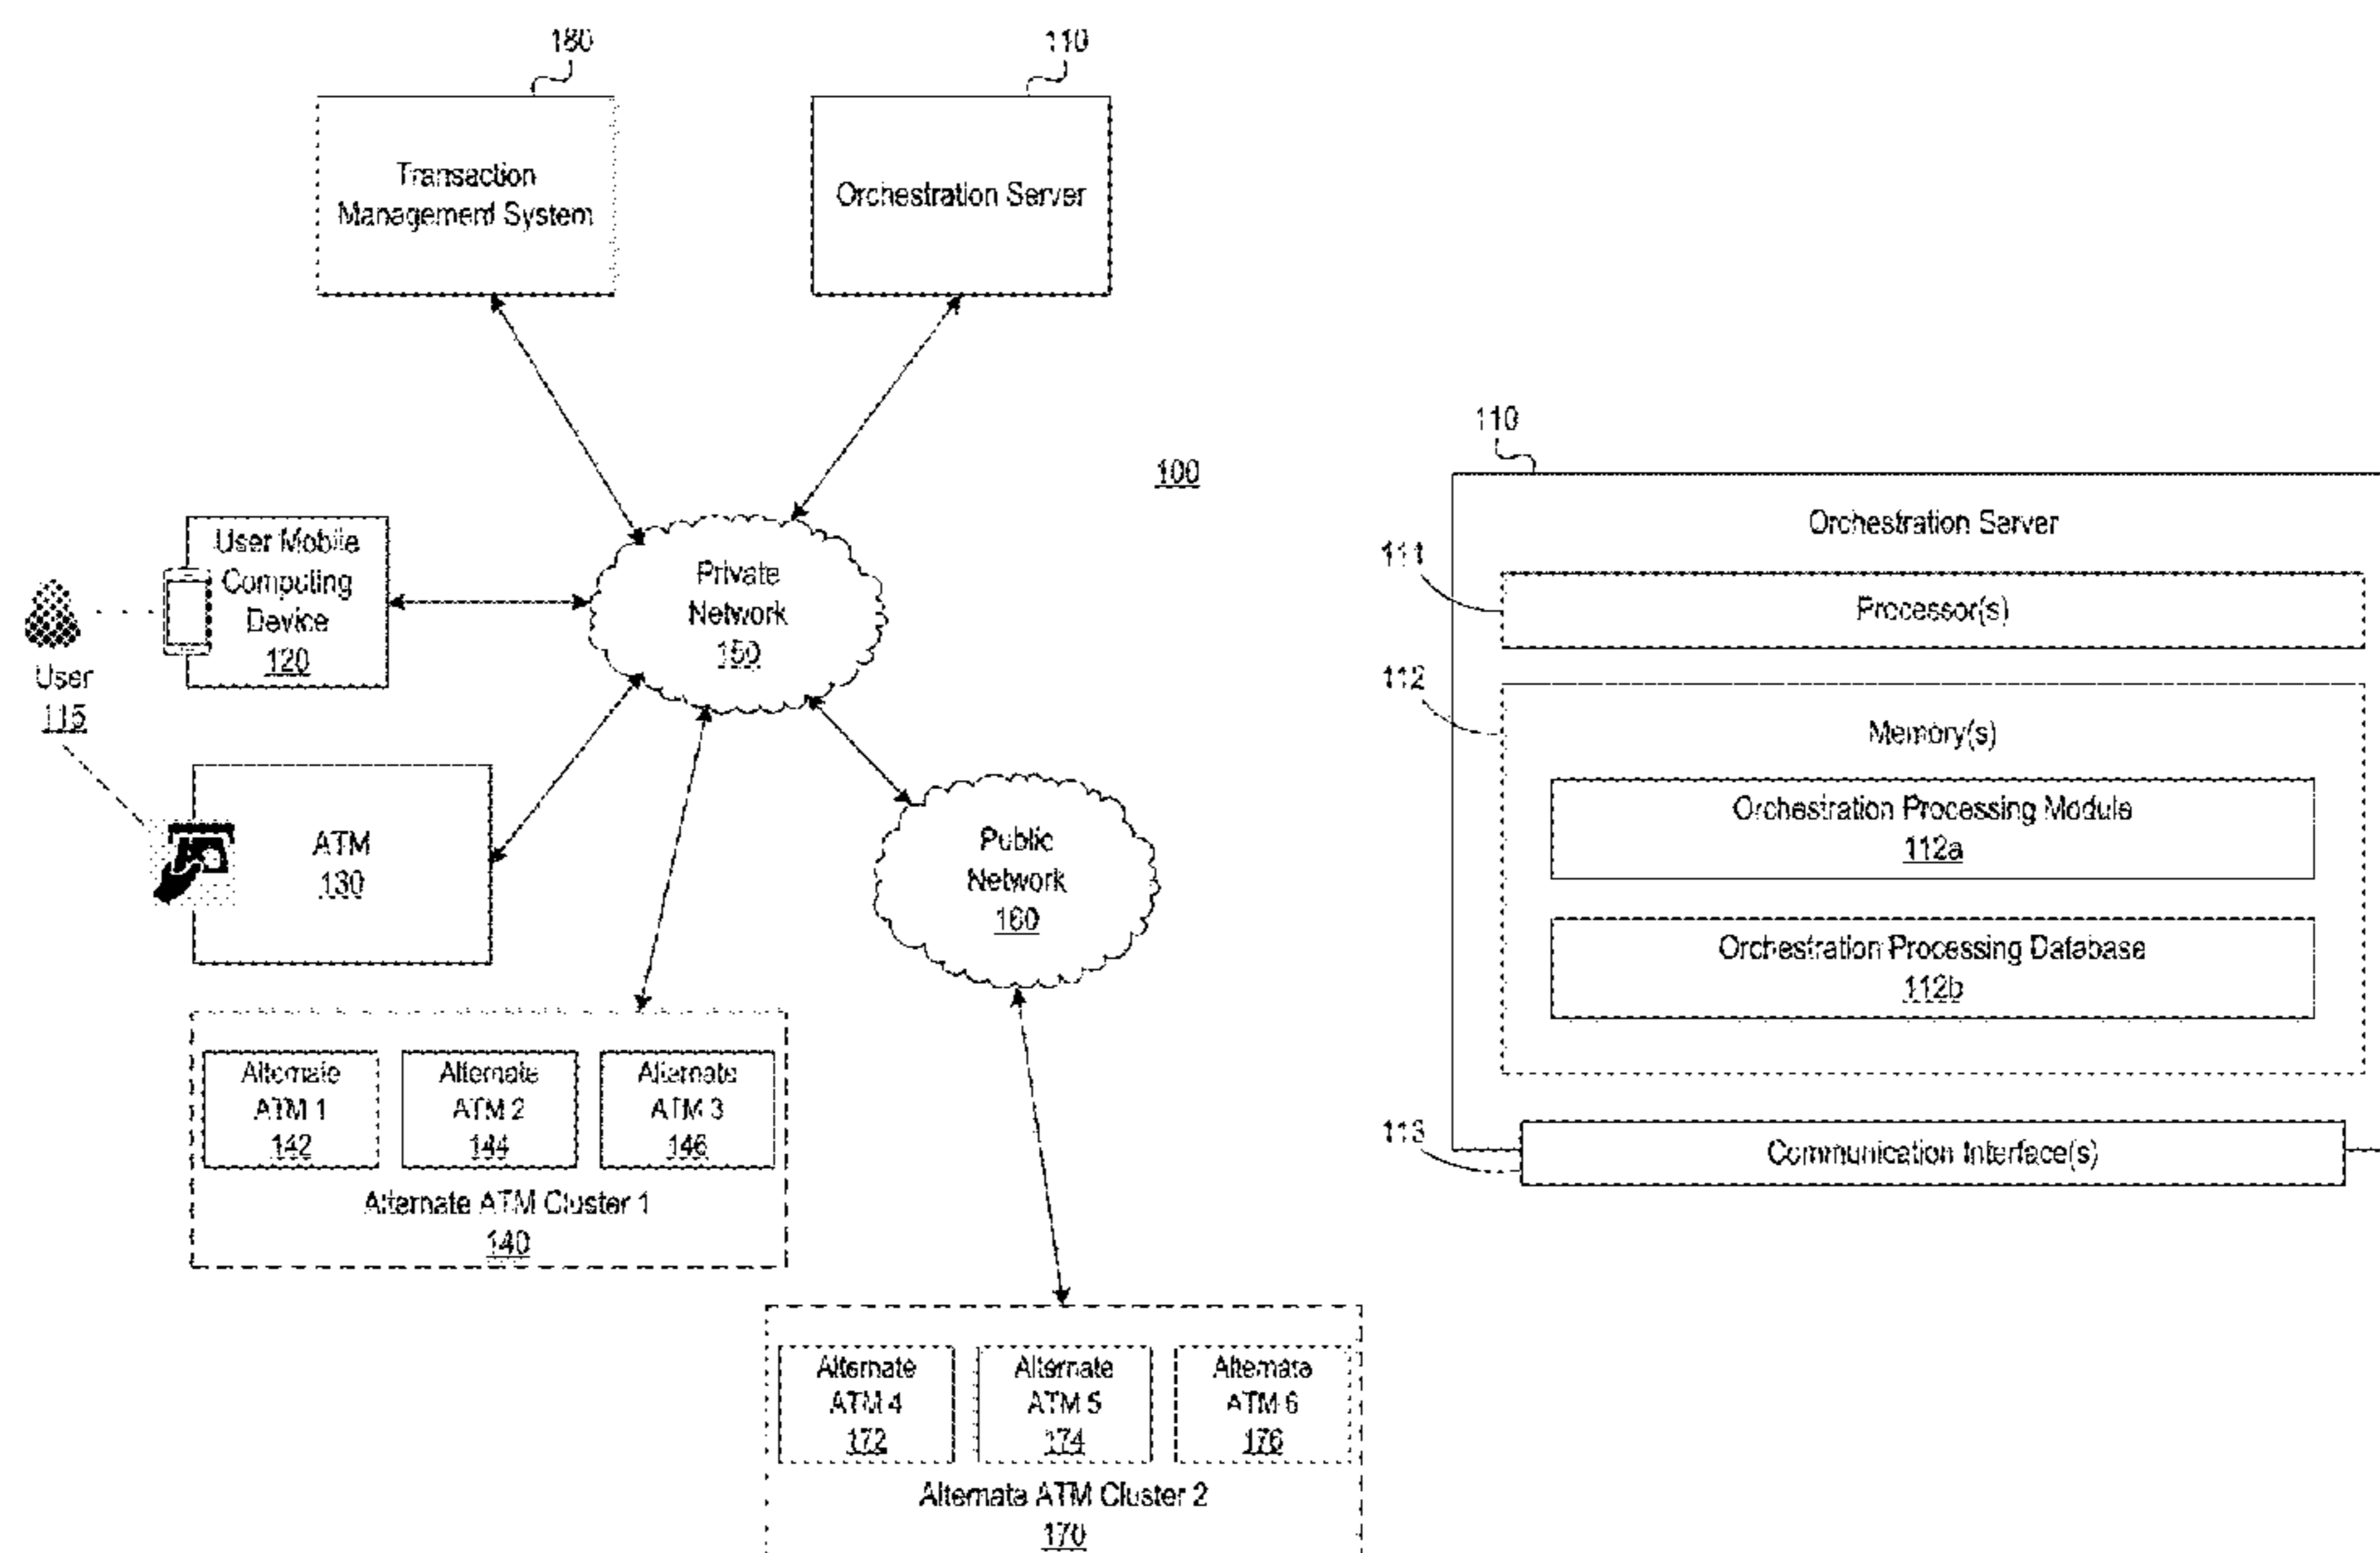 180
110
Transaction
Management System
Orchestration Server
100
User Mobile
Computing
Device
120
User
115
Private
Network
150
ATM
130
Public
Network
160
Alternate
ATM 1
142
Alternate
ATM 2
144
Alternate
ATM 3
146
Alternate ATM Cluster 1
140
Alternate
ATM 4
172
Alternate
ATM 5
174
Alternate
ATM 6
176
Alternate ATM Cluster 2
170
110
Orchestration Server
111
Processor(s)
112
Memory(s)
Orchestration Processing Module
112a
Orchestration Processing Database
112b
113
Communication Interface(s)